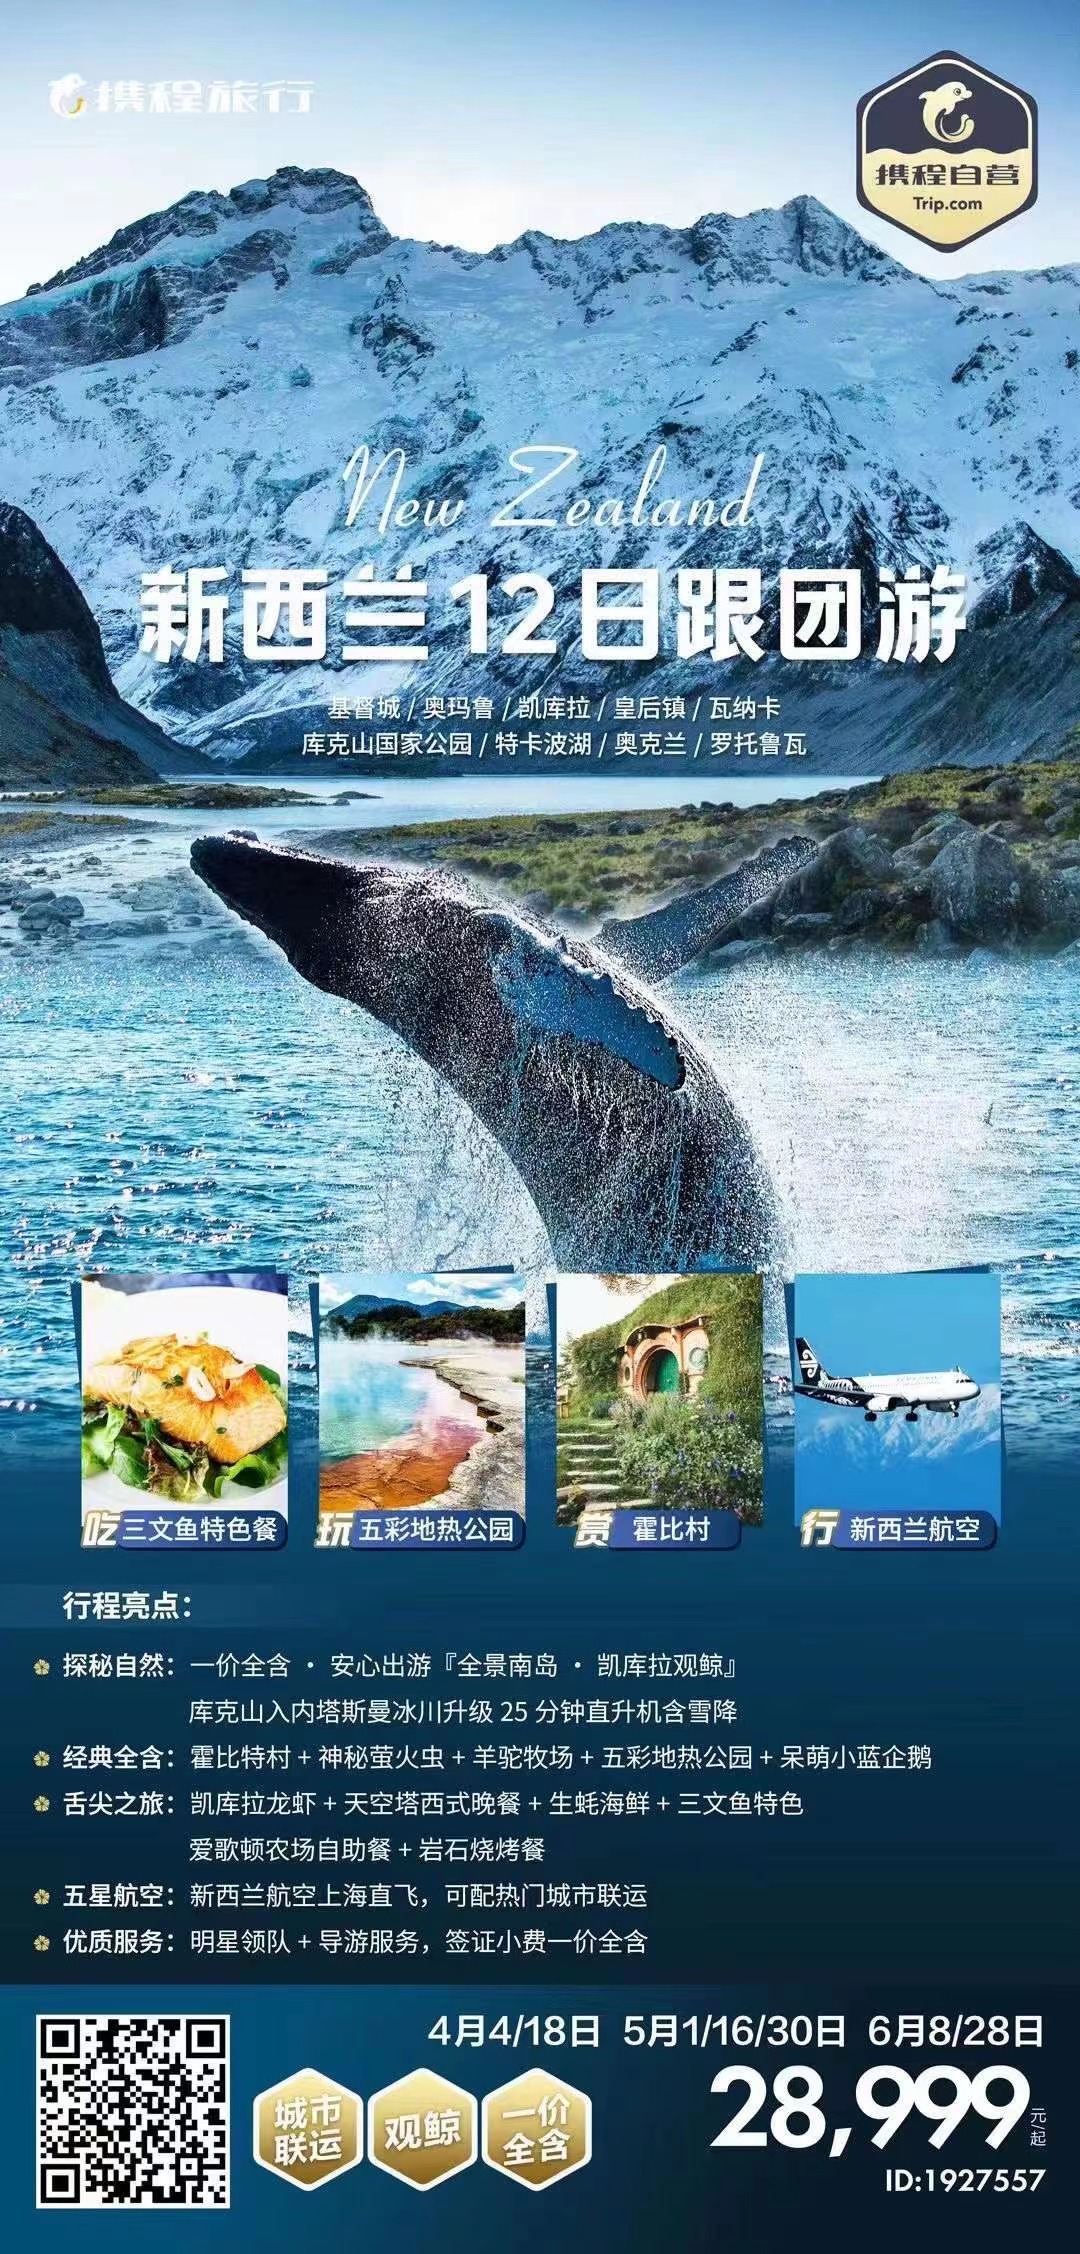 携程旅行
携程自营
Trip.com
New Zealand
新西兰12日跟团游
基督城 / 奥玛鲁 / 凯库拉 / 皇后镇 / 瓦纳卡
库克山国家公园 / 特卡波湖 / 奥克兰 / 罗托鲁瓦
吃 三文鱼特色餐
玩 五彩地热公园
赏 霍比村
行 新西兰航空
行程亮点：
探秘自然：一价全含 · 安心出游『全景南岛 · 凯库拉观鲸』
库克山入内塔斯曼冰川升级 25 分钟直升机含雪降
经典全含：霍比特村 + 神秘萤火虫 + 羊驼牧场 + 五彩地热公园 + 呆萌小蓝企鹅
舌尖之旅：凯库拉龙虾 + 天空塔西式晚餐 + 生蚝海鲜 + 三文鱼特色
爱歌顿农场自助餐 + 岩石烧烤餐
五星航空：新西兰航空上海直飞，可配热门城市联运
优质服务：明星领队 + 导游服务，签证小费一价全含
4月4/18日 5月1/16/30日 6月8/28日
城市
联运
观鲸
一价
全含
28,999元/起
ID:1927557